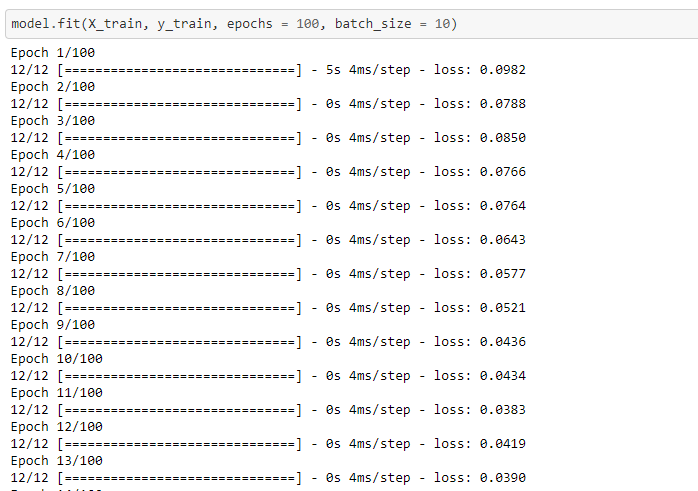 model.fit(X_train, y_train, epochs = 100, batch_size = 10)
Epoch 1/100
12/12 [==============================] - 5s 4ms/step - loss: 0.0982
Epoch 2/100
12/12 [==============================] - 0s 4ms/step - loss: 0.0788
Epoch 3/100
12/12 [==============================] - 0s 4ms/step - loss: 0.0850
Epoch 4/100
12/12 [==============================] - 0s 4ms/step - loss: 0.0766
Epoch 5/100
12/12 [==============================] - 0s 4ms/step - loss: 0.0764
Epoch 6/100
12/12 [==============================] - 0s 4ms/step - loss: 0.0643
Epoch 7/100
12/12 [==============================] - 0s 4ms/step - loss: 0.0577
Epoch 8/100
12/12 [==============================] - 0s 4ms/step - loss: 0.0521
Epoch 9/100
12/12 [==============================] - 0s 4ms/step - loss: 0.0436
Epoch 10/100
12/12 [==============================] - 0s 4ms/step - loss: 0.0434
Epoch 11/100
12/12 [==============================] - 0s 4ms/step - loss: 0.0383
Epoch 12/100
12/12 [==============================] - 0s 4ms/step - loss: 0.0419
Epoch 13/100
12/12 [==============================] - 0s 4ms/step - loss: 0.0390